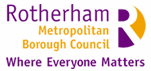 Rotherham
Metropolitan
Borough Council
Where Everyone Matters